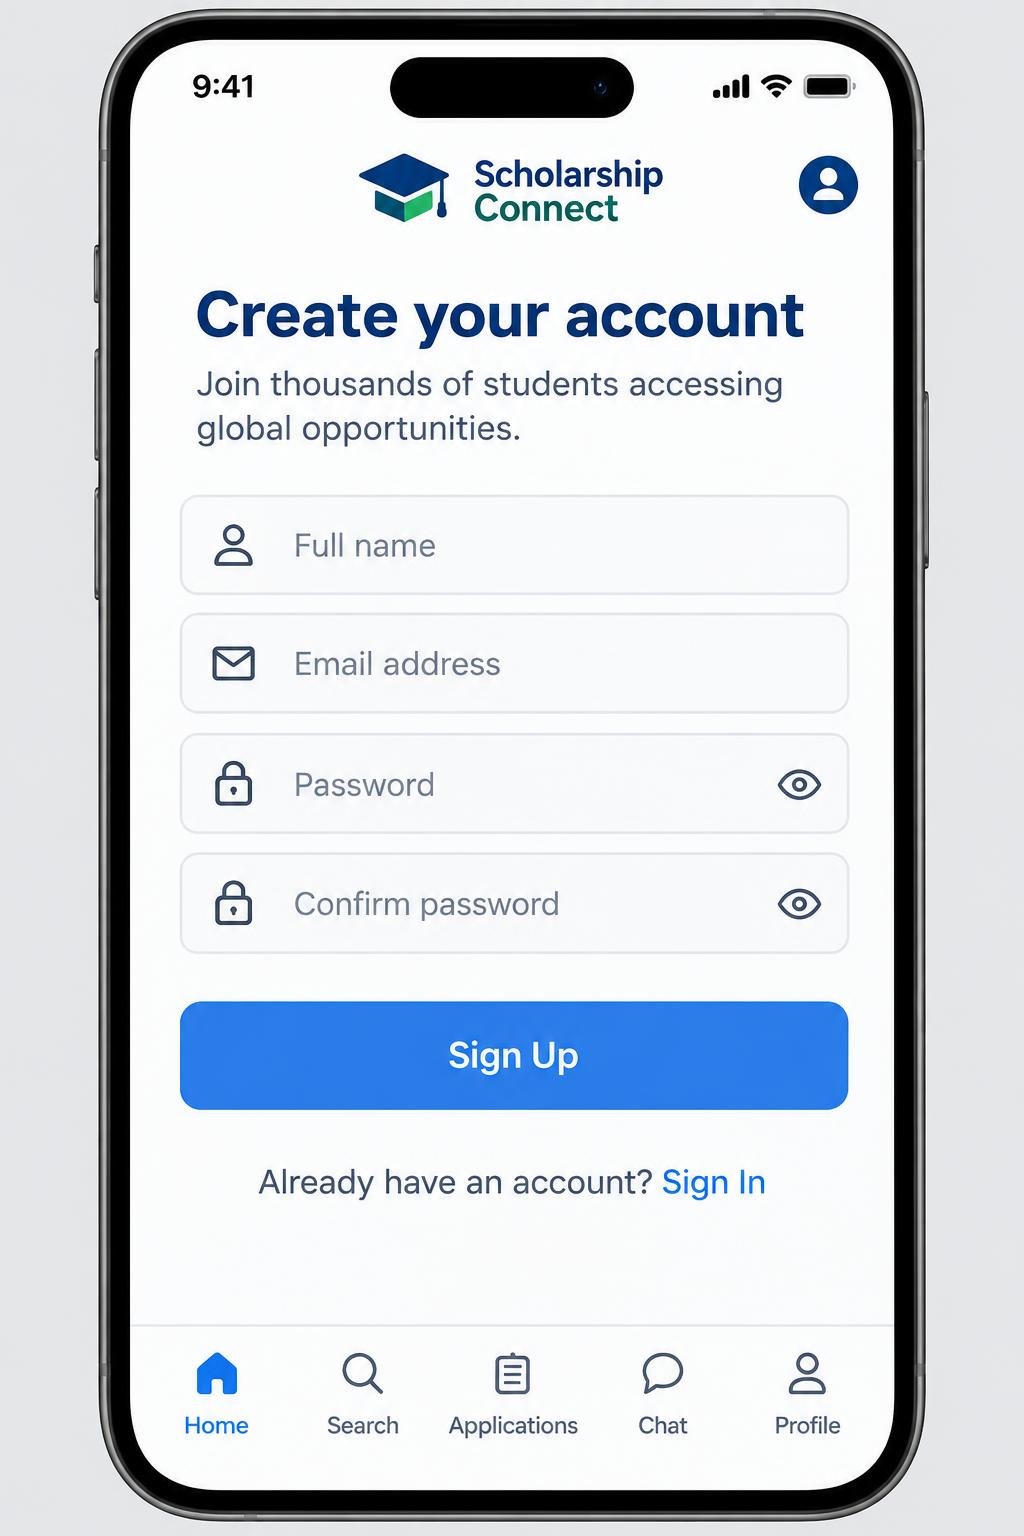 9:41
Scholarship
Connect
Create your account
Join thousands of students accessing
global opportunities.
Full name
Email address
Password
Confirm password
Sign Up
Already have an account? Sign In
Home
Search
Applications
Chat
Profile